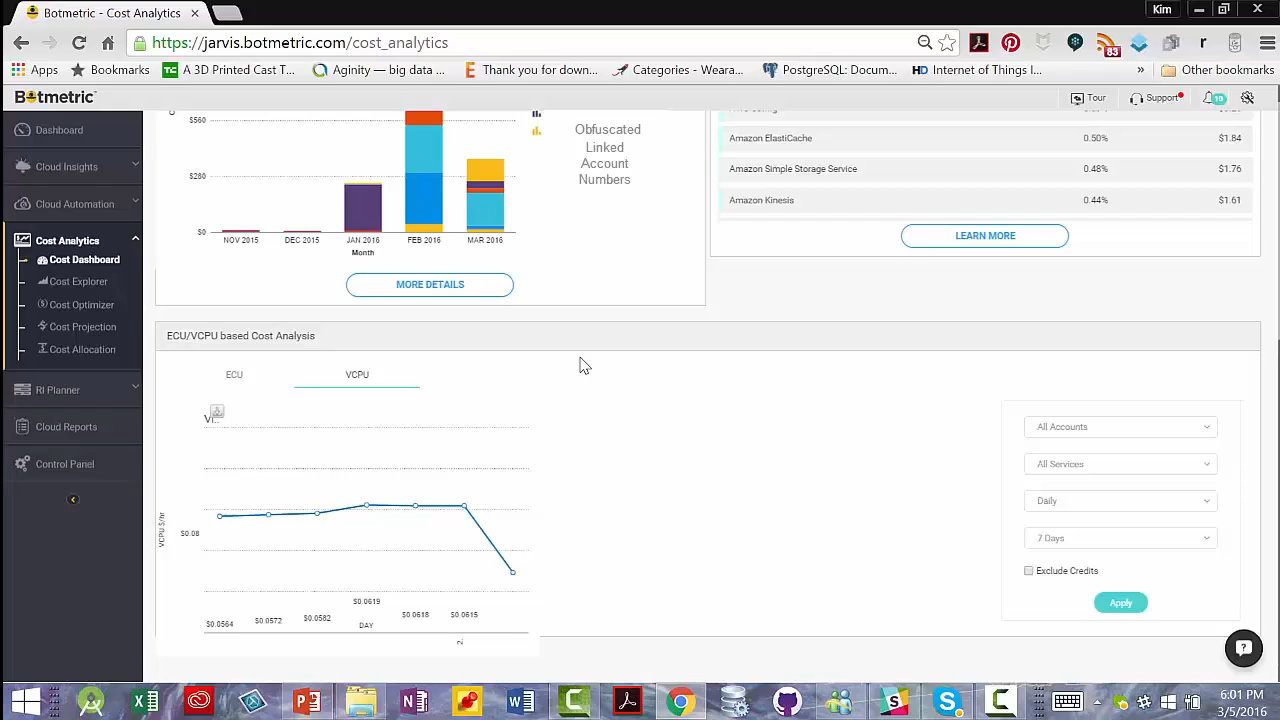 Botmetric - Cost Analytics
Kim
https://jarvis.botmetric.com/cost_analytics
83
Apps
Bookmarks
A 3D Printed Cast T...
Aginity — big data ...
Thank you for down...
Categories
PostgreSQL: Docum...
Internet of Things I...
»
Other bookmarks
Botmetric
Tour
Support
10
Dashboard
Cloud Insights
Cloud Automation
Cost Analytics
Cost Dashboard
Cost Explorer
Cost Optimizer
Cost Projection
Cost Allocation
RI Planner
Cloud Reports
Control Panel
$560
$280
$0
NOV 2015
DEC 2015
JAN 2016
FEB 2016
MAR 2016
Month
Obfuscated
Linked
Account
Numbers
MORE DETAILS
Amazon ElastiCache 0.50% $1.84
Amazon Simple Storage Service 0.48% $1.76
Amazon Kinesis 0.44% $1.61
LEARN MORE
ECU/VCPU based Cost Analysis
ECU
VCPU
VCPU $/hr
$0.08
$0.0564
$0.0572
$0.0582
$0.0619
$0.0618
$0.0615
DAY
All Accounts
All Services
Daily
7 Days
Exclude Credits
Apply
6:01 PM
3/5/2016